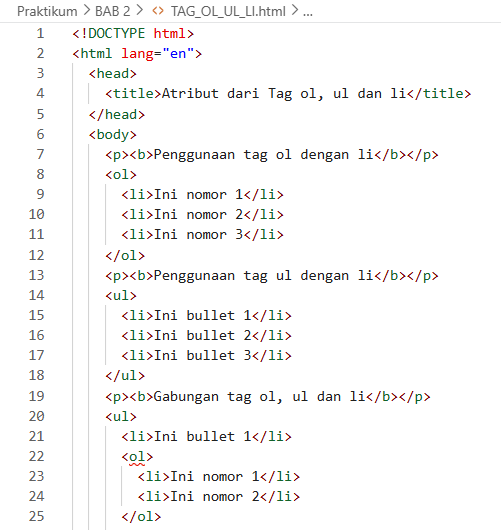 Praktikum > BAB 2 > <> TAG_OL_UL_LI.html > ...
1 <!DOCTYPE html>
2 <html lang="en">
3 <head>
4 <title>Atribut dari Tag ol, ul dan li</title>
5 </head>
6 <body>
7 <p><b>Penggunaan tag ol dengan li</b></p>
8 <ol>
9 <li>Ini nomor 1</li>
10 <li>Ini nomor 2</li>
11 <li>Ini nomor 3</li>
12 </ol>
13 <p><b>Penggunaan tag ul dengan li</b></p>
14 <ul>
15 <li>Ini bullet 1</li>
16 <li>Ini bullet 2</li>
17 <li>Ini bullet 3</li>
18 </ul>
19 <p><b>Gabungan tag ol, ul dan li</b></p>
20 <ul>
21 <li>Ini bullet 1</li>
22 <ol>
23 <li>Ini nomor 1</li>
24 <li>Ini nomor 2</li>
25 </ol>